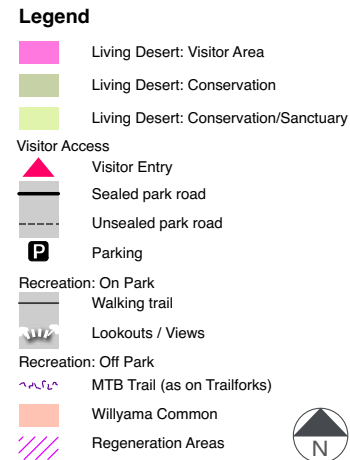 Legend
Living Desert: Visitor Area
Living Desert: Conservation
Living Desert: Conservation/Sanctuary
Visitor Access
Visitor Entry
Sealed park road
Unsealed park road
P Parking
Recreation: On Park
Walking trail
Lookouts / Views
Recreation: Off Park
MTB Trail (as on Trailforks)
Willyama Common
Regeneration Areas
N